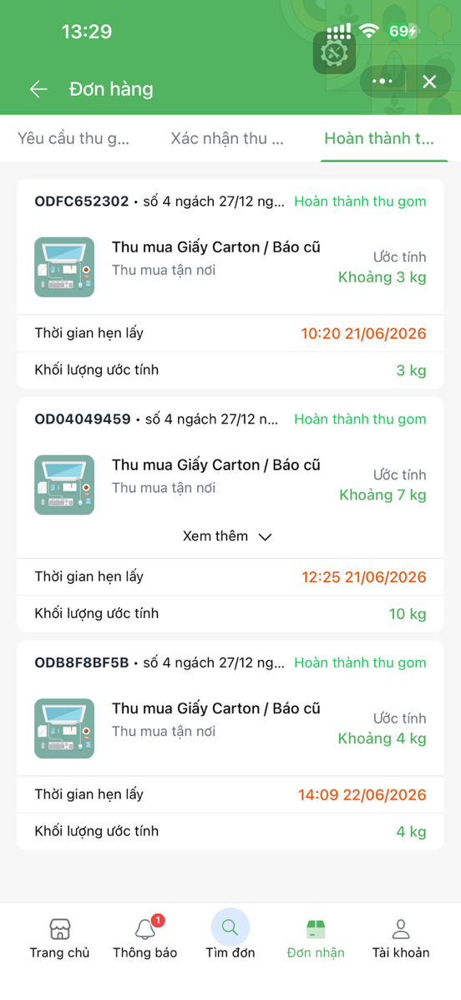 13:29
69
Đơn hàng
Yêu cầu thu g...
Xác nhận thu ...
Hoàn thành t...
ODFC652302 • số 4 ngách 27/12 ng... Hoàn thành thu gom
Thu mua Giấy Carton / Báo cũ
Thu mua tận nơi
Ước tính
Khoảng 3 kg
Thời gian hẹn lấy 10:20 21/06/2026
Khối lượng ước tính 3 kg
OD04049459 • số 4 ngách 27/12 n... Hoàn thành thu gom
Thu mua Giấy Carton / Báo cũ
Thu mua tận nơi
Ước tính
Khoảng 7 kg
Xem thêm
Thời gian hẹn lấy 12:25 21/06/2026
Khối lượng ước tính 10 kg
ODB8F8BF5B • số 4 ngách 27/12 ng... Hoàn thành thu gom
Thu mua Giấy Carton / Báo cũ
Thu mua tận nơi
Ước tính
Khoảng 4 kg
Thời gian hẹn lấy 14:09 22/06/2026
Khối lượng ước tính 4 kg
1
Trang chủ
Thông báo
Tìm đơn
Đơn nhận
Tài khoản